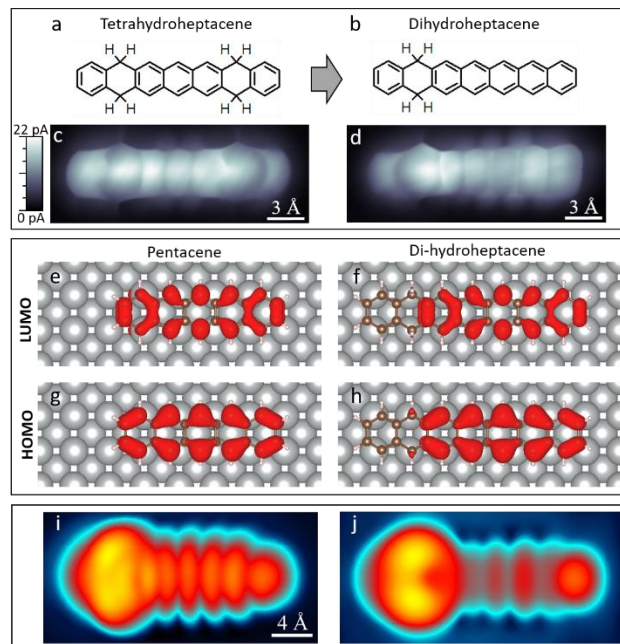 Tetrahydroheptacene
Dihydroheptacene
a
b
H H H H
H H
H H H H
H H
22 pA
0 pA
c
3 Å
d
3 Å
Pentacene
Di-hydroheptacene
LUMO
e
f
HOMO
g
h
i
4 Å
j